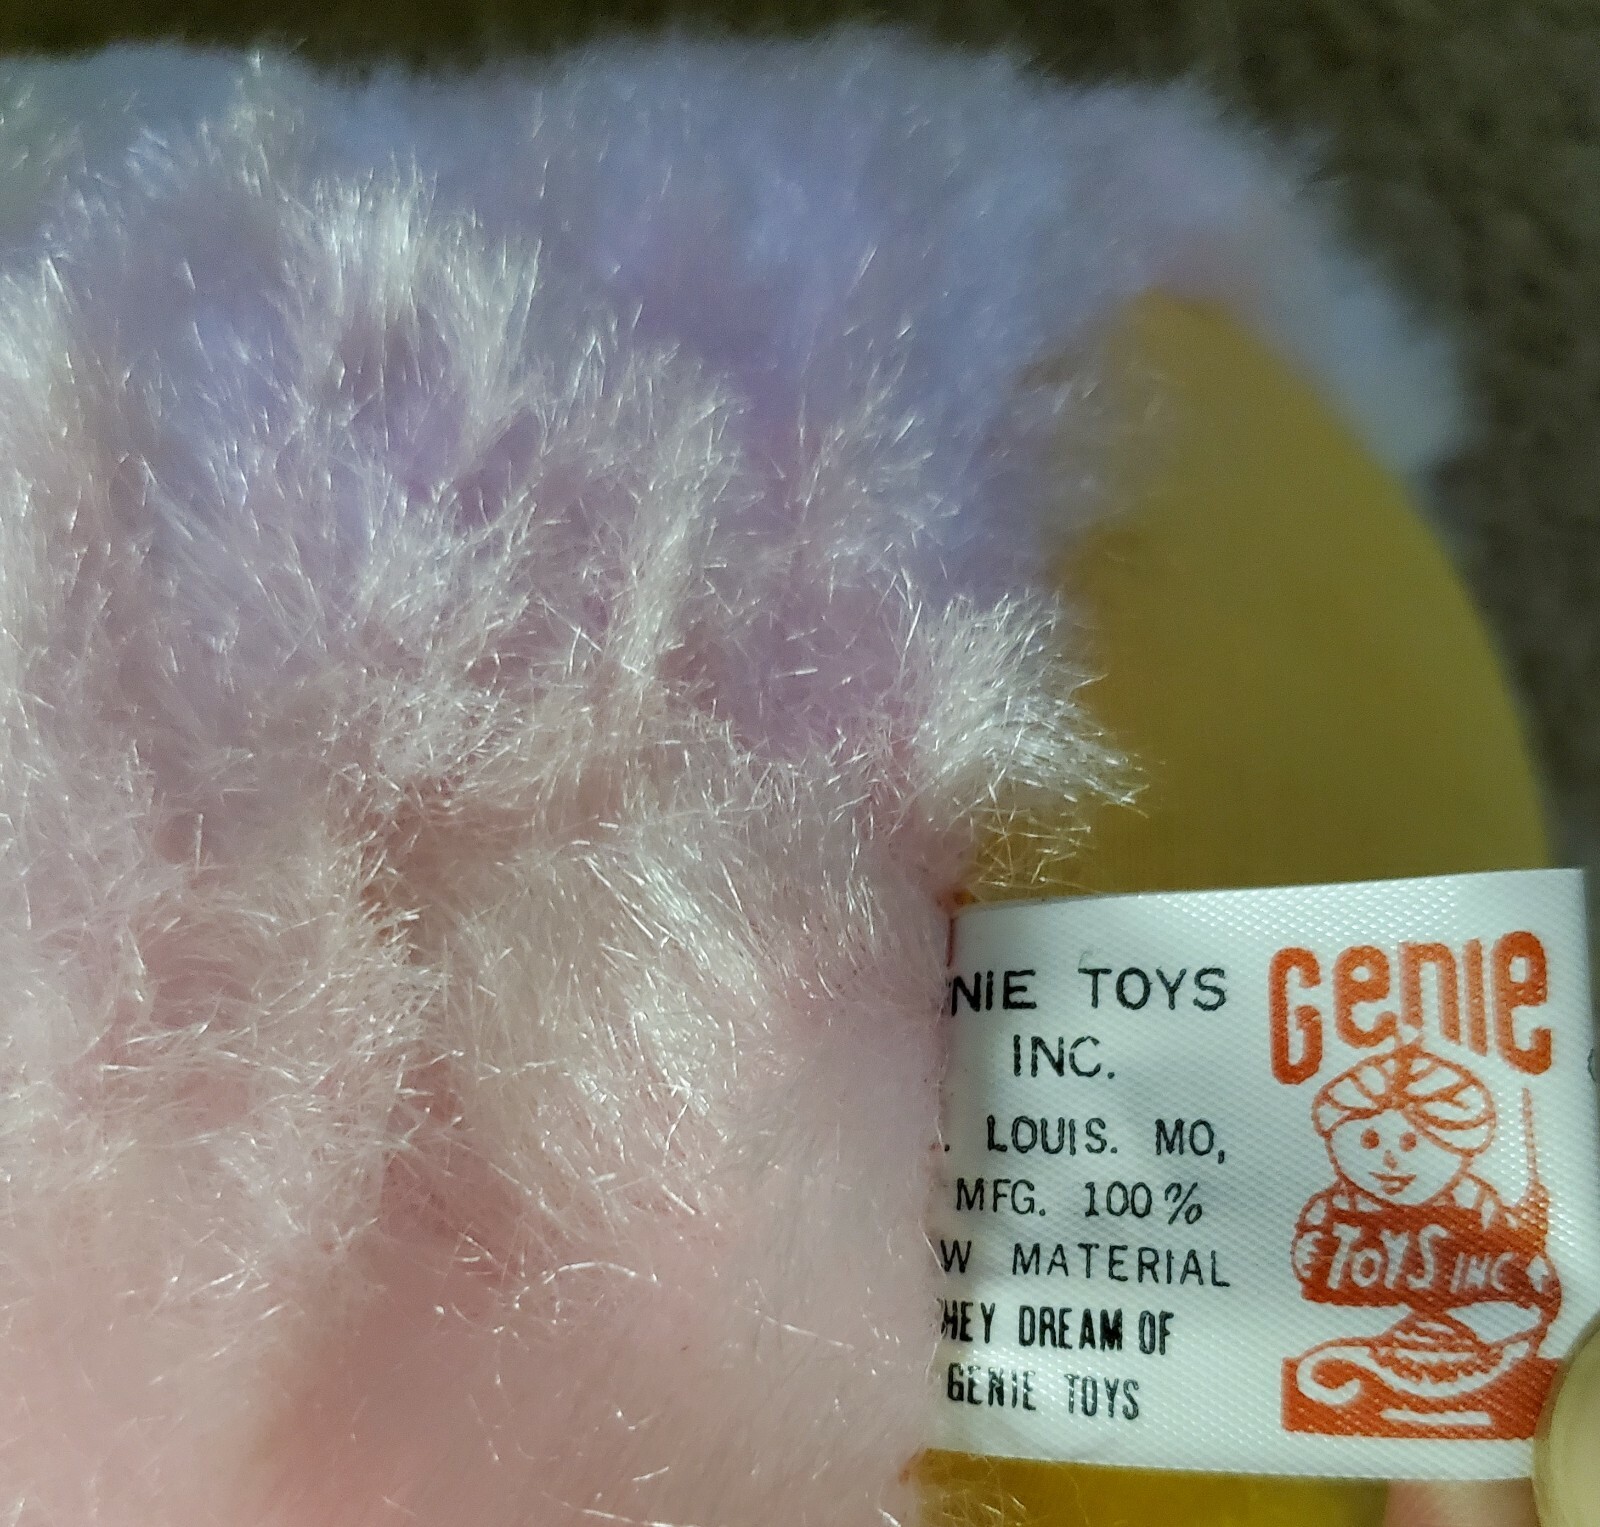 NIE TOYS
INC.
. LOUIS. MO,
MFG. 100%
W MATERIAL
HEY DREAM OF
GENIE TOYS
Genie
E TOYS INC